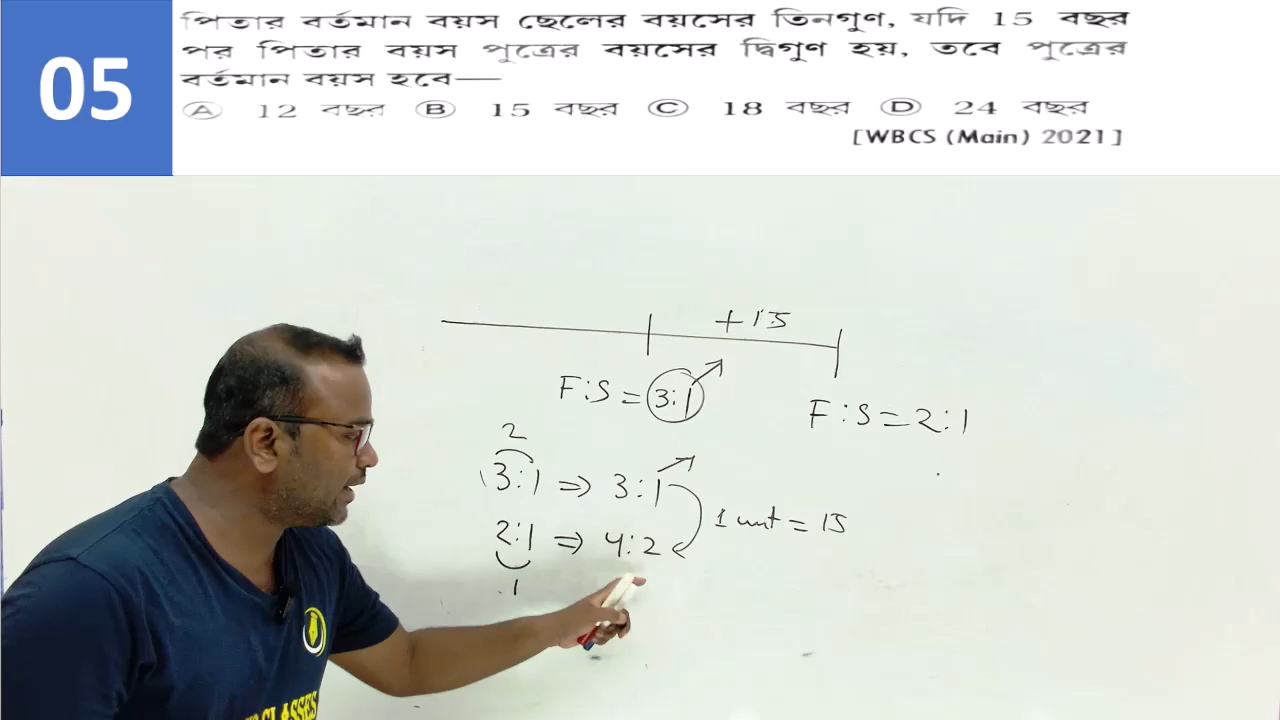 05
পিতার বর্তমান বয়স ছেলের বয়সের তিনগুণ, যদি 15 বছর
পর পিতার বয়স পুত্রের বয়সের দ্বিগুণ হয়, তবে পুত্রের
বর্তমান বয়স হবে—
Ⓐ 12 বছর Ⓑ 15 বছর Ⓒ 18 বছর Ⓓ 24 বছর
[WBCS (Main) 2021]
+15
F:S = 3:1
F:S = 2:1
2
3:1 ⇒ 3:1
1 unit = 15
2:1 ⇒ 4:2
1
CLASSES